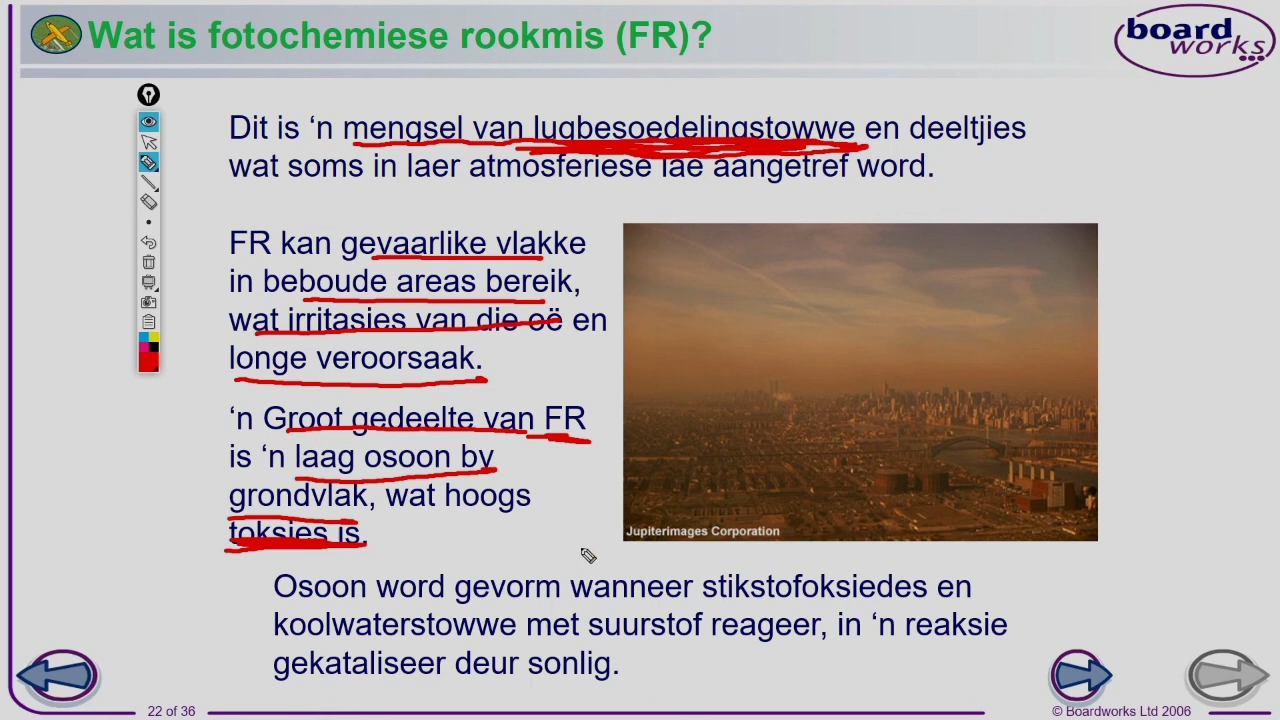 Wat is fotochemiese rookmis (FR)?
board
works
Dit is ‘n mengsel van lugbesoedelingstowwe en deeltjies
wat soms in laer atmosferiese lae aangetref word.
FR kan gevaarlike vlakke
in beboude areas bereik,
wat irritasies van die oë en
longe veroorsaak.
‘n Groot gedeelte van FR
is ‘n laag osoon by
grondvlak, wat hoogs
toksies is.
Jupiterimages Corporation
Osoon word gevorm wanneer stikstofoksiedes en
koolwaterstowwe met suurstof reageer, in ‘n reaksie
gekataliseer deur sonlig.
22 of 36
© Boardworks Ltd 2006